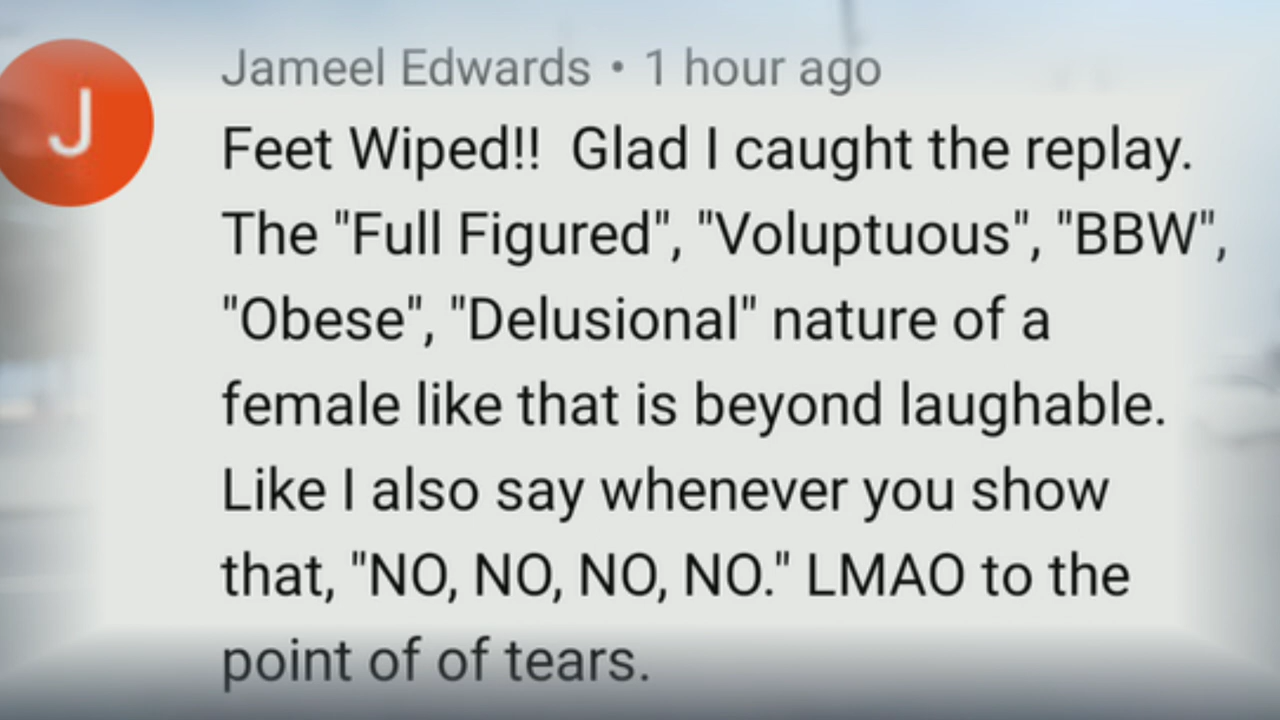 J
Jameel Edwards • 1 hour ago
Feet Wiped!!  Glad I caught the replay.
The "Full Figured", "Voluptuous", "BBW",
"Obese", "Delusional" nature of a
female like that is beyond laughable.
Like I also say whenever you show
that, "NO, NO, NO, NO." LMAO to the
point of of tears.